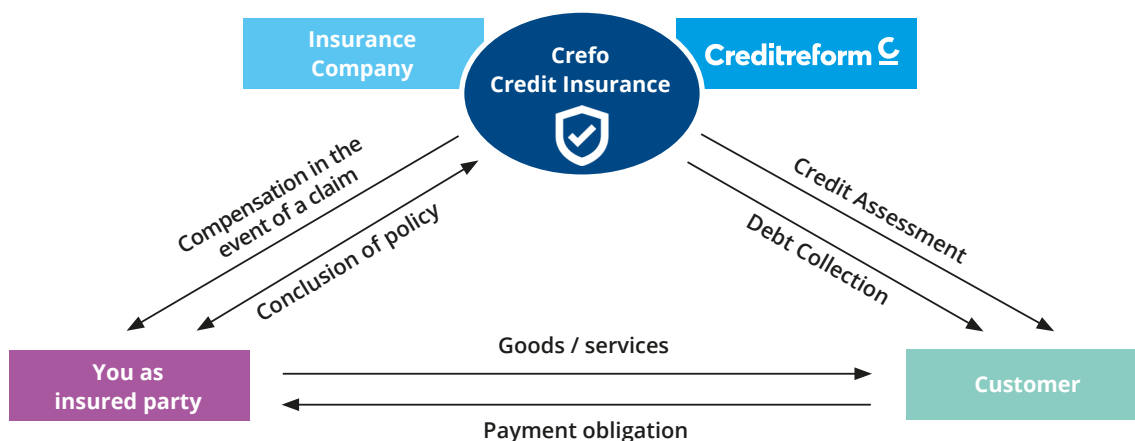 Insurance
Company
Crefo
Credit Insurance
Creditreform C
Compensation in the
event of a claim
Conclusion of policy
Credit Assessment
Debt Collection
You as
insured party
Goods / services
Payment obligation
Customer